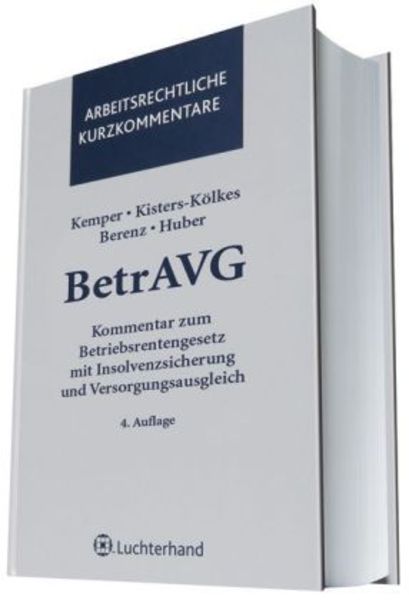 ARBEITSRECHTLICHE
KURZKOMMENTARE
Kemper · Kisters-Kölkes
Berenz · Huber
BetrAVG
Kommentar zum
Betriebsrentengesetz
mit Insolvenzsicherung
und Versorgungsausgleich
4. Auflage
Luchterhand